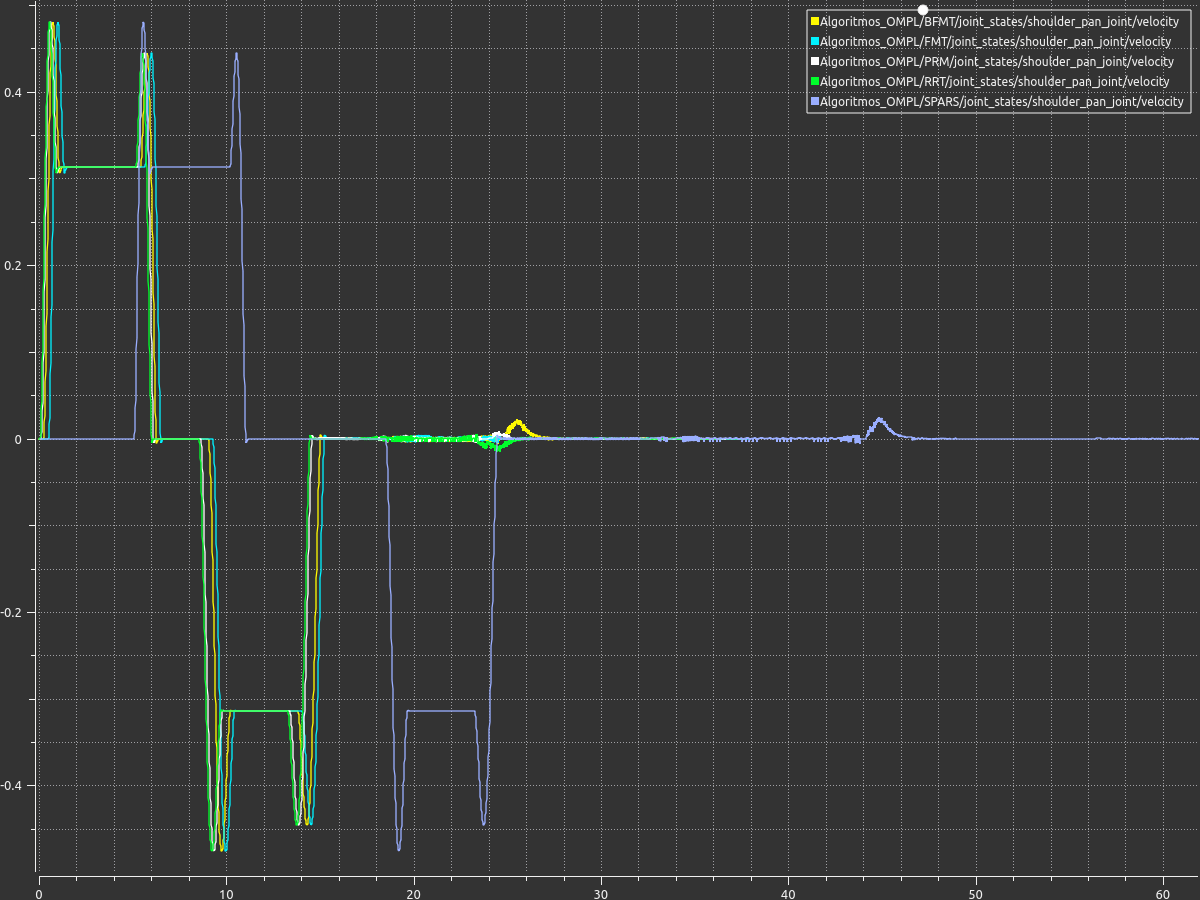 Algoritmos_OMPL/BFMT/joint_states/shoulder_pan_joint/velocity
Algoritmos_OMPL/FMT/joint_states/shoulder_pan_joint/velocity
Algoritmos_OMPL/PRM/joint_states/shoulder_pan_joint/velocity
Algoritmos_OMPL/RRT/joint_states/shoulder_pan_joint/velocity
Algoritmos_OMPL/SPARS/joint_states/shoulder_pan_joint/velocity
0.4
0.2
0
-0.2
-0.4
0 10 20 30 40 50 60